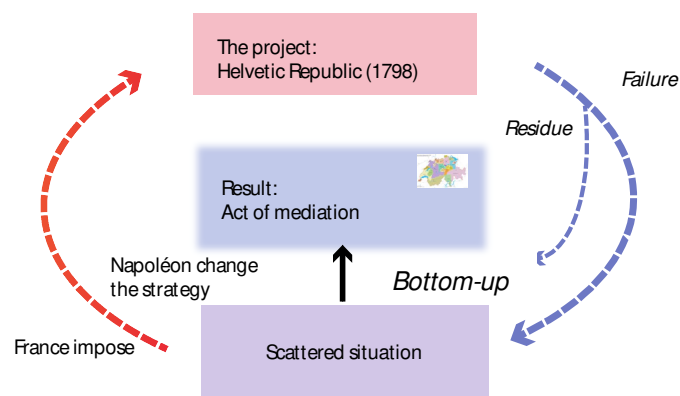 The project:
Helvetic Republic (1798)
Failure
Residue
Result:
Act of mediation
Napoléon change
the strategy
Bottom-up
France impose
Scattered situation